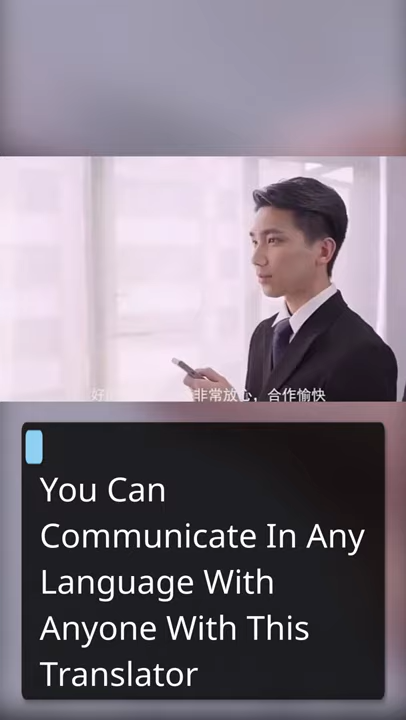 好 非常放心，合作愉快
You Can
Communicate In Any
Language With
Anyone With This
Translator